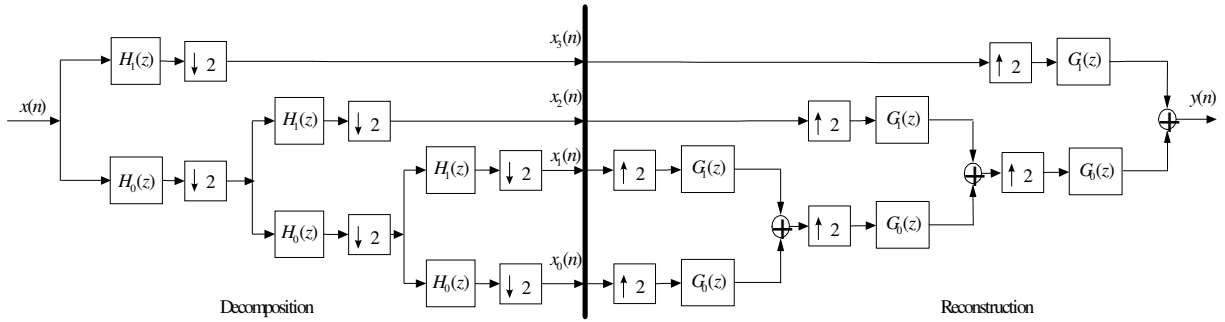 x₃(n)
H₁(z) ↓ 2 ↑ 2 G₁(z)
x(n) x₂(n) y(n)
H₁(z) ↓ 2 ↑ 2 G₁(z)
x₁(n)
H₀(z) ↓ 2 H₁(z) ↓ 2 ↑ 2 G₁(z) ↑ 2 G₀(z)
H₀(z) ↓ 2 ↑ 2 G₀(z)
x₀(n)
H₀(z) ↓ 2 ↑ 2 G₀(z)
Decomposition Reconstruction